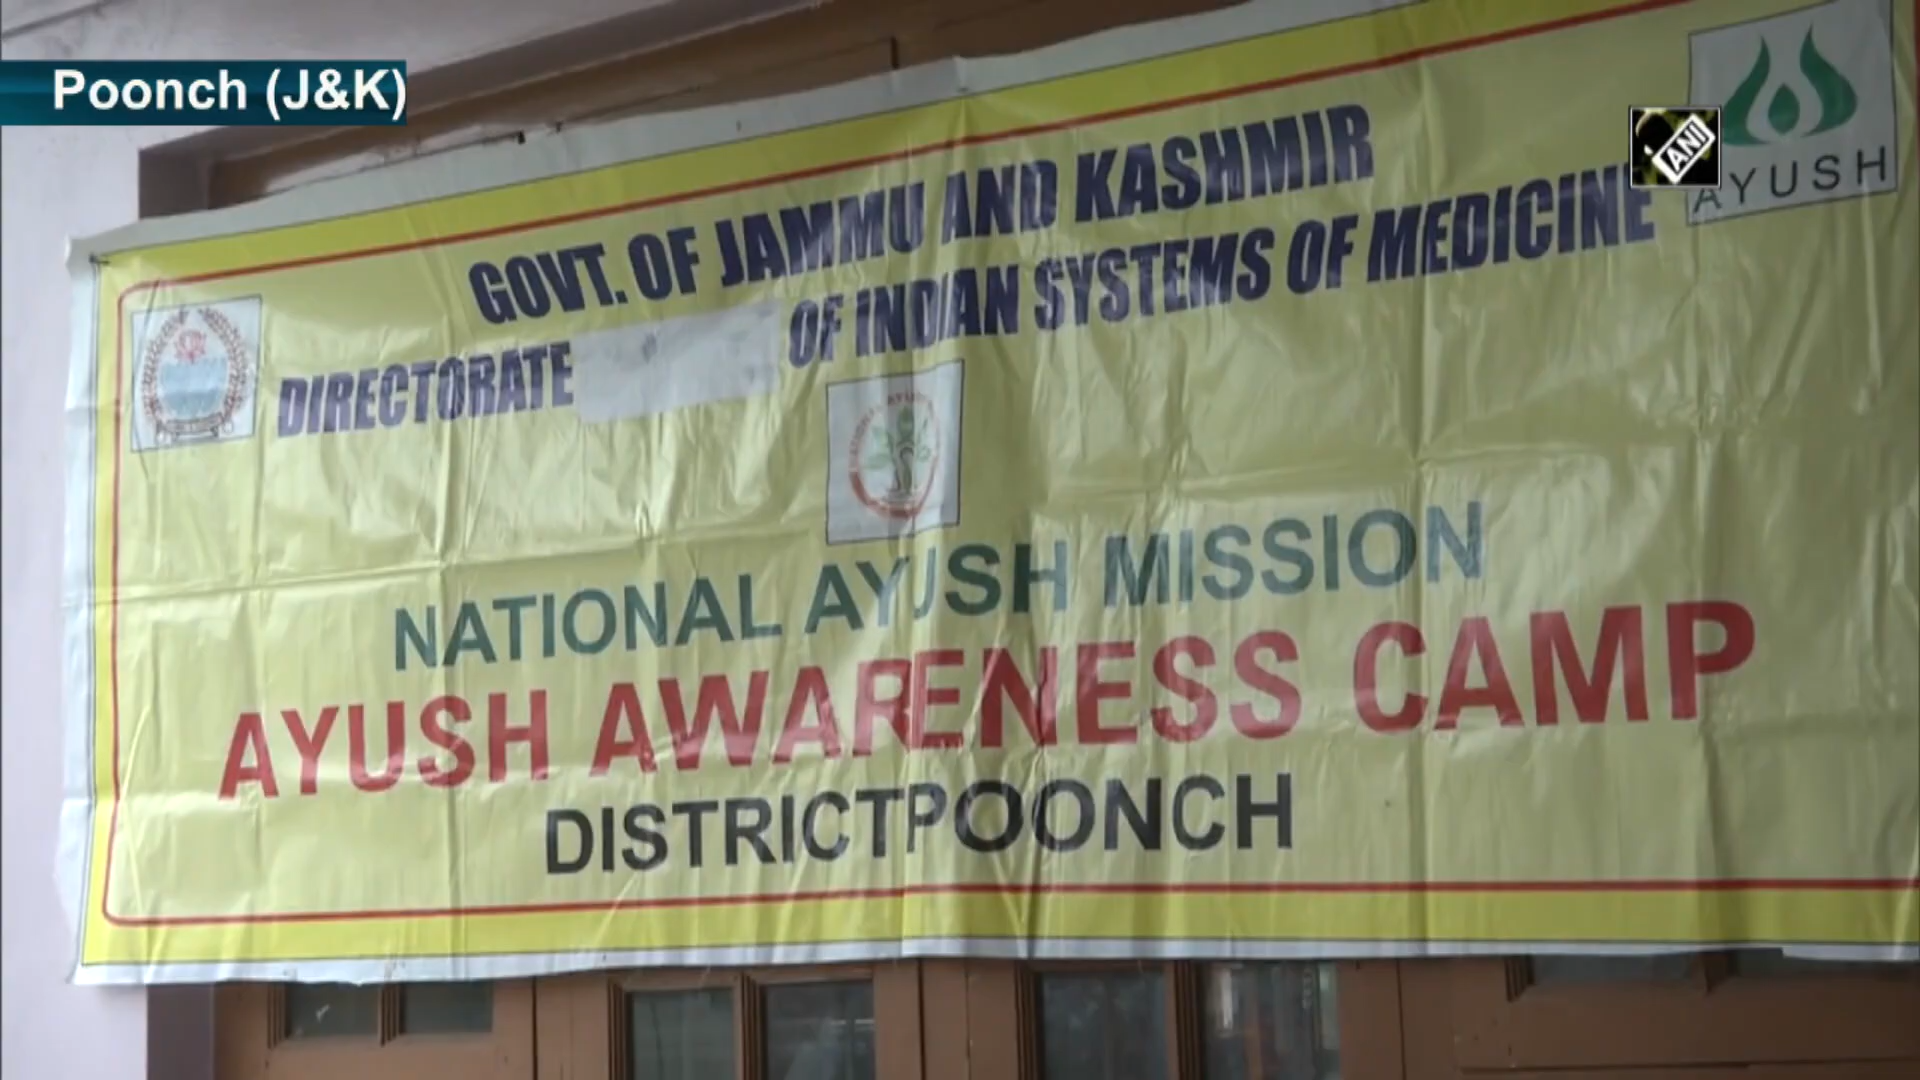 Poonch (J&K)
ANI
AYUSH
GOVT. OF JAMMU AND KASHMIR
DIRECTORATE OF INDIAN SYSTEMS OF MEDICINE
NATIONAL AYUSH MISSION
AYUSH AWARENESS CAMP
DISTRICTPOONCH